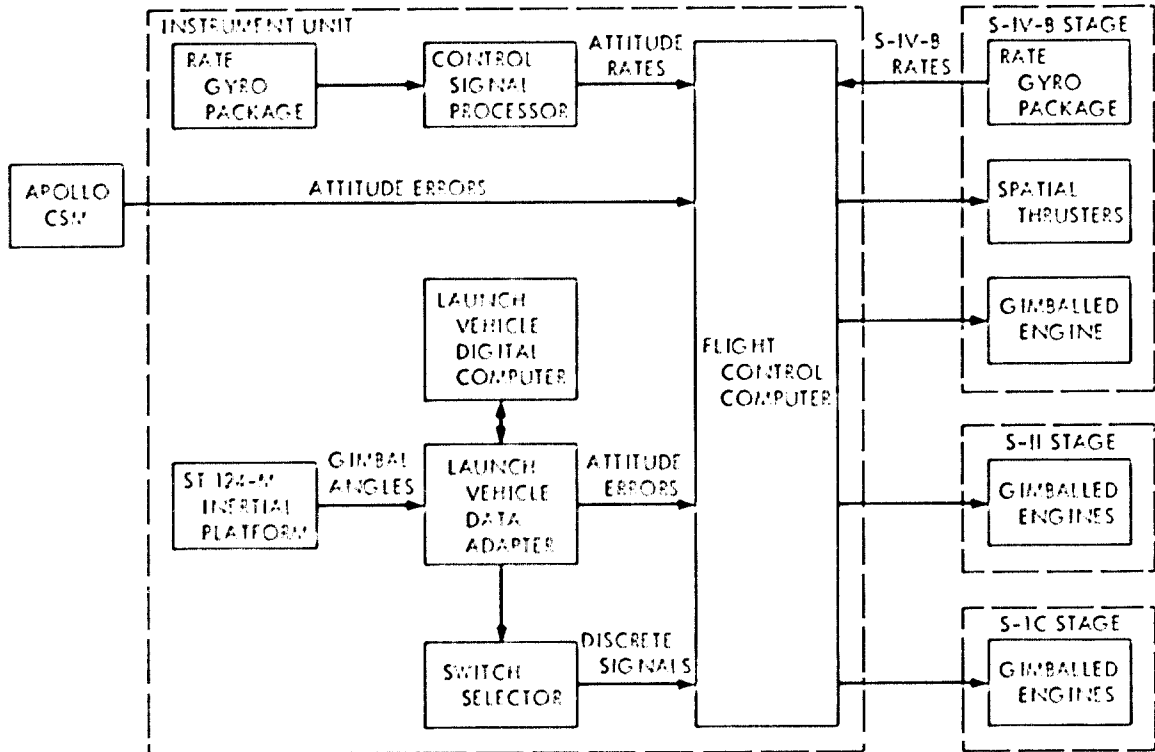 INSTRUMENT UNIT
RATE
GYRO
PACKAGE
CONTROL
SIGNAL
PROCESSOR
ATTITUDE
RATES
S-IV-B
RATES
S-IV-B STAGE
RATE
GYRO
PACKAGE
APOLLO
CSM
ATTITUDE ERRORS
SPATIAL
THRUSTERS
LAUNCH
VEHICLE
DIGITAL
COMPUTER
FLIGHT
CONTROL
COMPUTER
GIMBALLED
ENGINE
ST 124-M
INERTIAL
PLATFORM
GIMBAL
ANGLES
LAUNCH
VEHICLE
DATA
ADAPTER
ATTITUDE
ERRORS
S-II STAGE
GIMBALLED
ENGINES
SWITCH
SELECTOR
DISCRETE
SIGNALS
S-1C STAGE
GIMBALLED
ENGINES